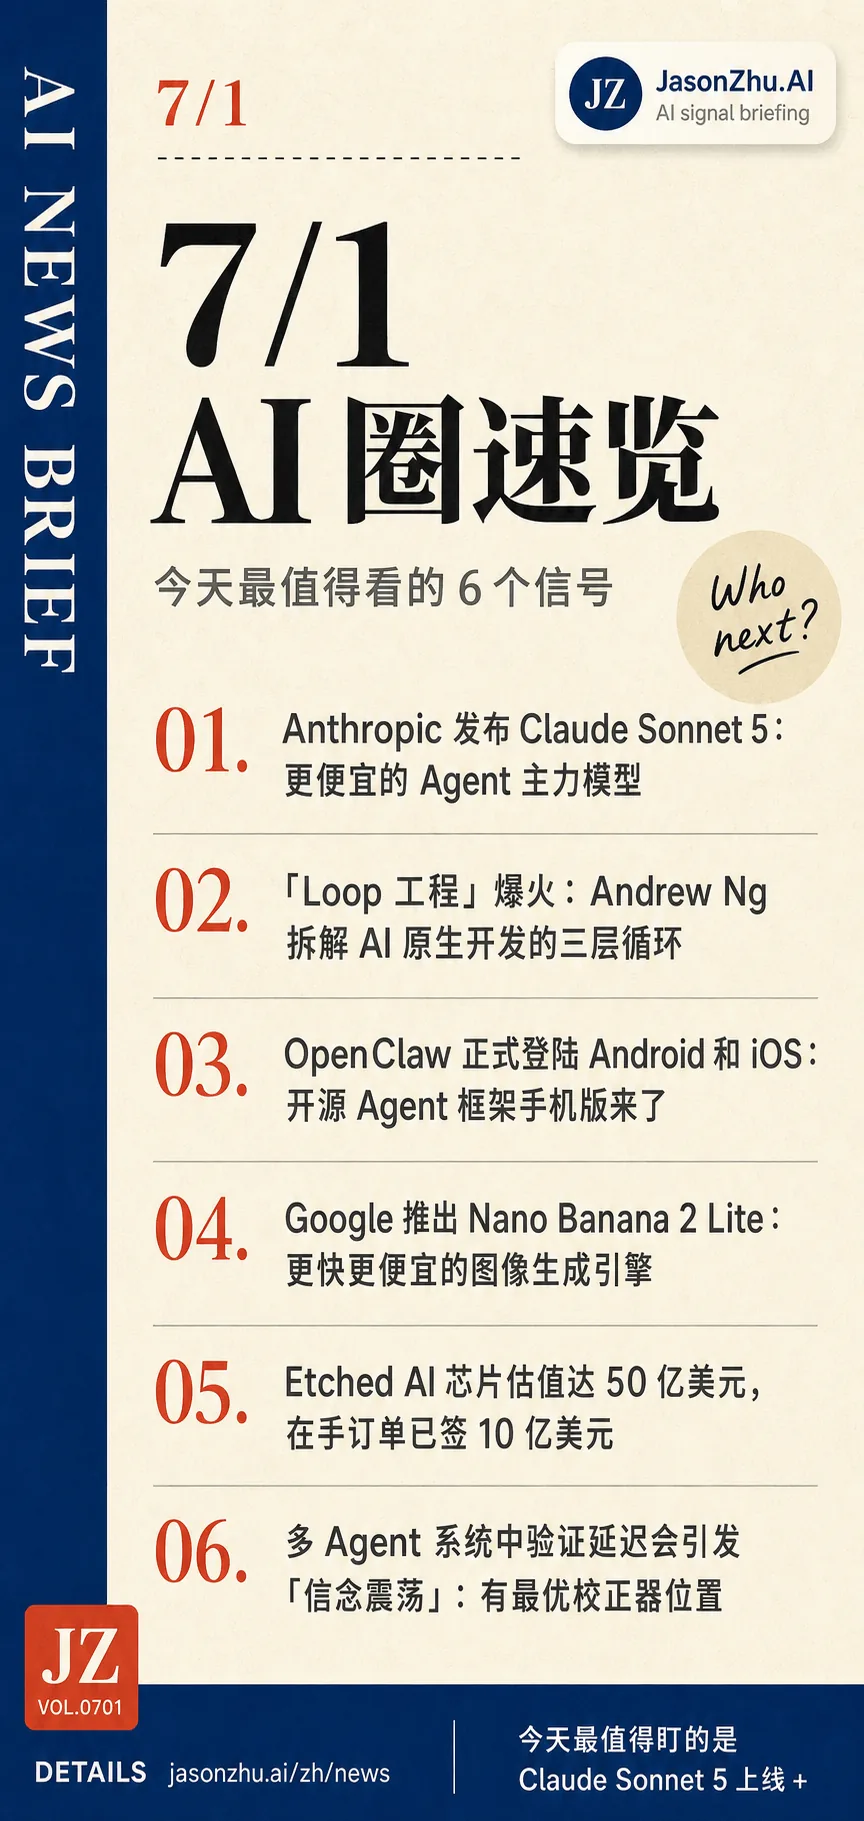 AI NEWS BRIEF
7/1
JZ
JasonZhu.AI
AI signal briefing
7/1
AI 圈速览
今天最值得看的 6 个信号
Who
next?
01.
Anthropic 发布 Claude Sonnet 5：
更便宜的 Agent 主力模型
02.
「Loop 工程」爆火：Andrew Ng
拆解 AI 原生开发的三层循环
03.
OpenClaw 正式登陆 Android 和 iOS：
开源 Agent 框架手机版来了
04.
Google 推出 Nano Banana 2 Lite：
更快更便宜的图像生成引擎
05.
Etched AI 芯片估值达 50 亿美元，
在手订单已签 10 亿美元
06.
多 Agent 系统中验证延迟会引发
「信念震荡」：有最优校正器位置
JZ
VOL.0701
DETAILS jasonzhu.ai/zh/news
今天最值得盯的是
Claude Sonnet 5 上线 +